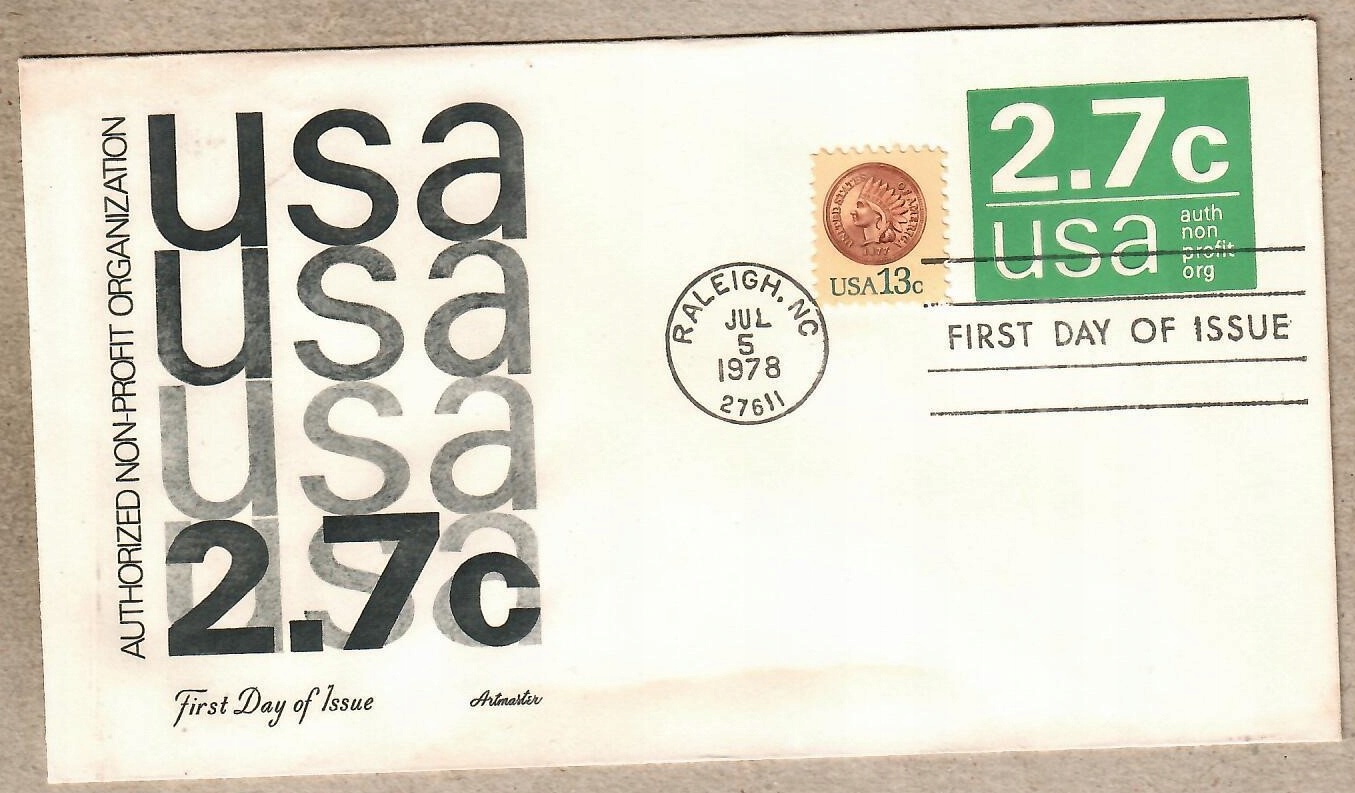 AUTHORIZED NON-PROFIT ORGANIZATION
usa
usa
usa
usa
2.7c
First Day of Issue
Artmaster
RALEIGH, NC
JUL
5
1978
27611
UNITED STATES OF AMERICA
1877
USA 13c
2.7c
usa
auth
non
profit
org
FIRST DAY OF ISSUE